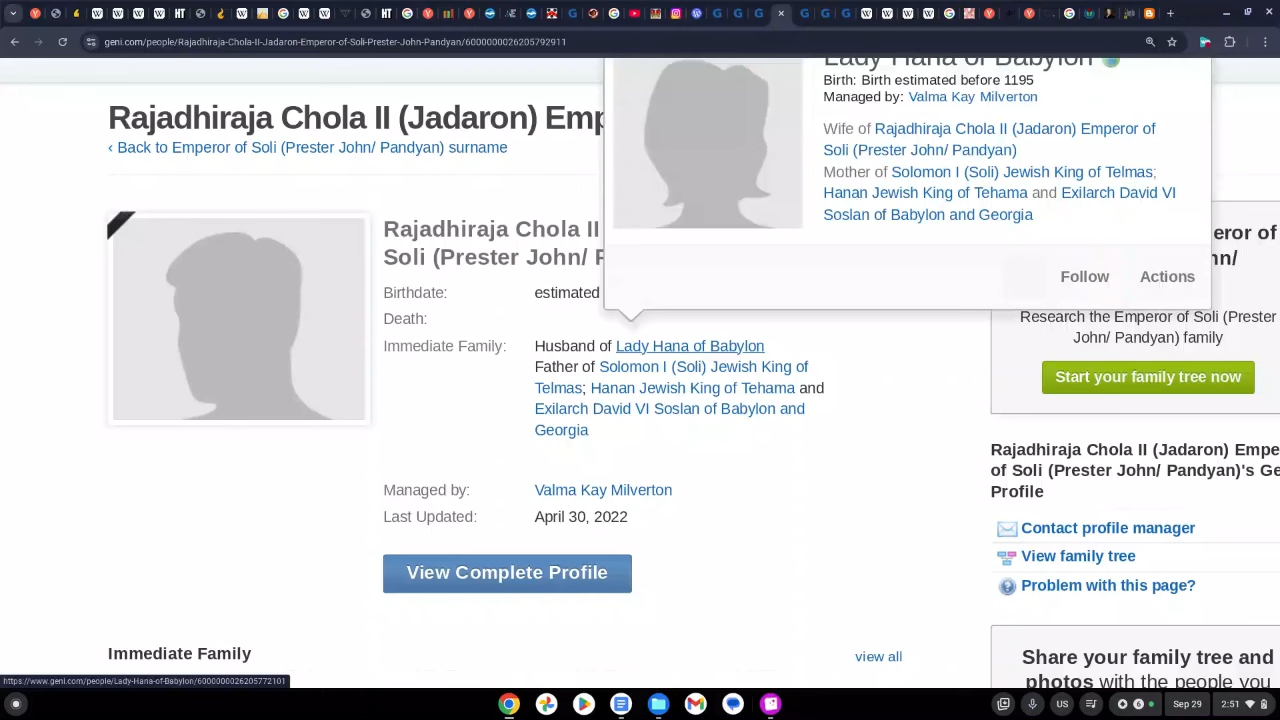 geni.com/people/Rajadhiraja-Chola-II-Jadaron-Emperor-of-Soli-Prester-John-Pandyan/6000000026205792911
Lady Hana of Babylon
Birth: Birth estimated before 1195
Managed by: Valma Kay Milverton
Wife of Rajadhiraja Chola II (Jadaron) Emperor of
Soli (Prester John/ Pandyan)
Mother of Solomon I (Soli) Jewish King of Telmas;
Hanan Jewish King of Tehama and Exilarch David VI
Soslan of Babylon and Georgia
Follow
Actions
Rajadhiraja Chola II (Jadaron) Emp
‹ Back to Emperor of Soli (Prester John/ Pandyan) surname
Rajadhiraja Chola II
Soli (Prester John/
Birthdate:
estimated
Death:
Immediate Family:
Husband of Lady Hana of Babylon
Father of Solomon I (Soli) Jewish King of
Telmas; Hanan Jewish King of Tehama and
Exilarch David VI Soslan of Babylon and
Georgia
Managed by:
Valma Kay Milverton
Last Updated:
April 30, 2022
View Complete Profile
Immediate Family
view all
eror of
hn/
Research the Emperor of Soli (Prester
John/ Pandyan) family
Start your family tree now
Rajadhiraja Chola II (Jadaron) Empe
of Soli (Prester John/ Pandyan)'s Ge
Profile
Contact profile manager
View family tree
Problem with this page?
Share your family tree and
photos with the people you
https://www.geni.com/people/Lady-Hana-of-Babylon/6000000026205772101
US
6
Sep 29
2:51